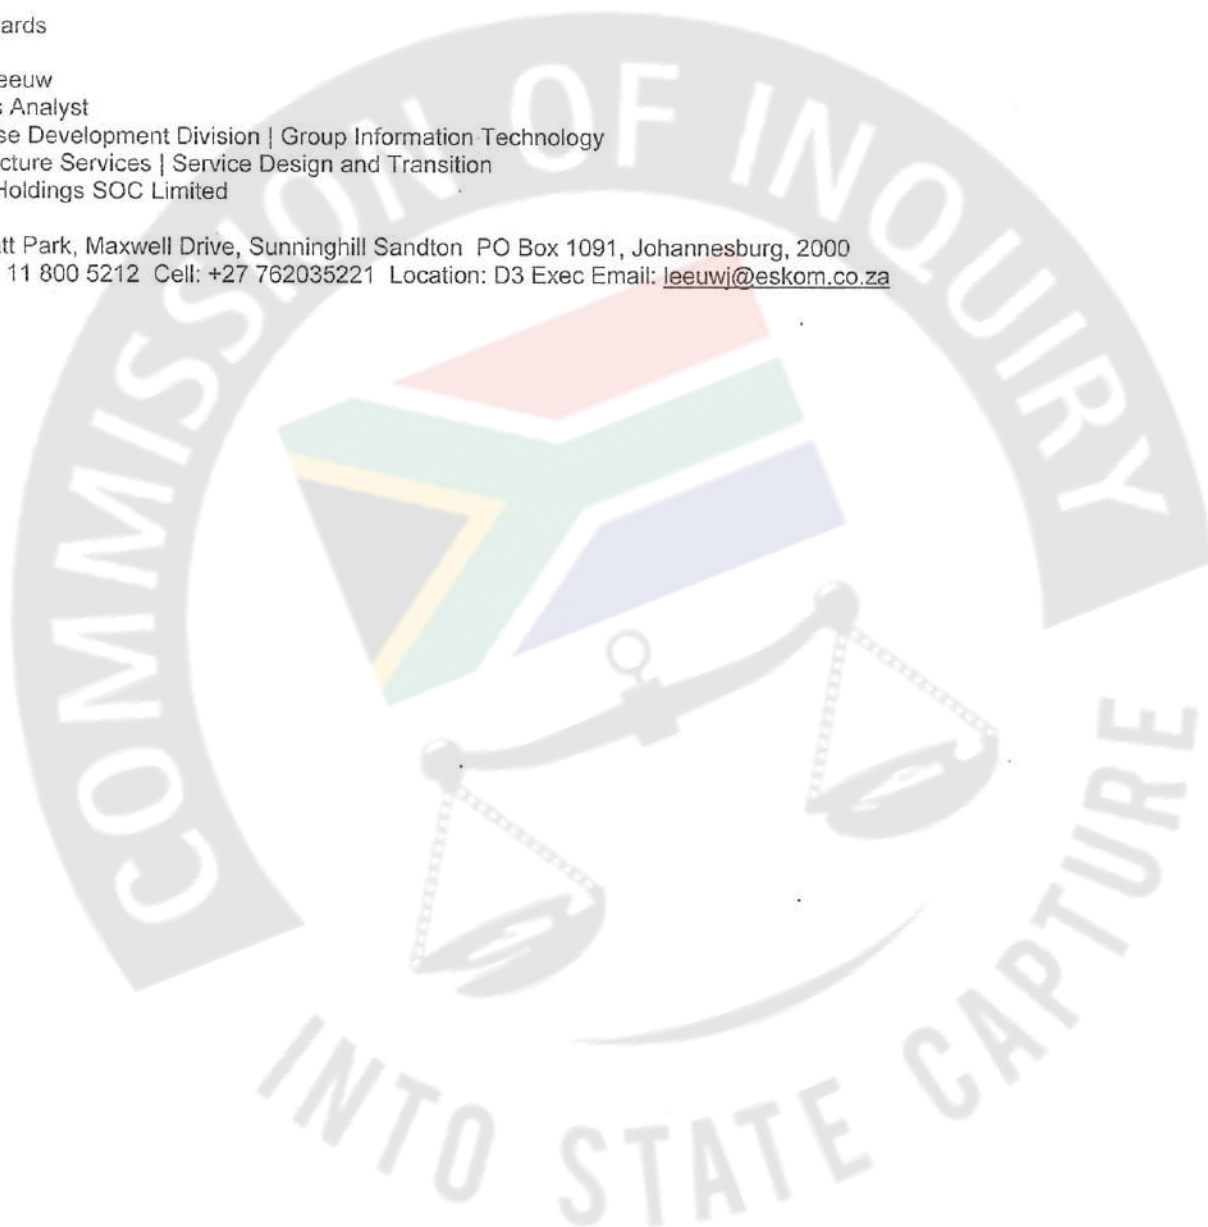 ards
eeuw
s Analyst
se Development Division | Group Information Technology
cture Services | Service Design and Transition
Holdings SOC Limited
tt Park, Maxwell Drive, Sunninghill Sandton PO Box 1091, Johannesburg, 2000
11 800 5212 Cell: +27 762035221 Location: D3 Exec Email: leeuwj@eskom.co.za
COMMISSION OF INQUIRY
INTO STATE CAPTURE